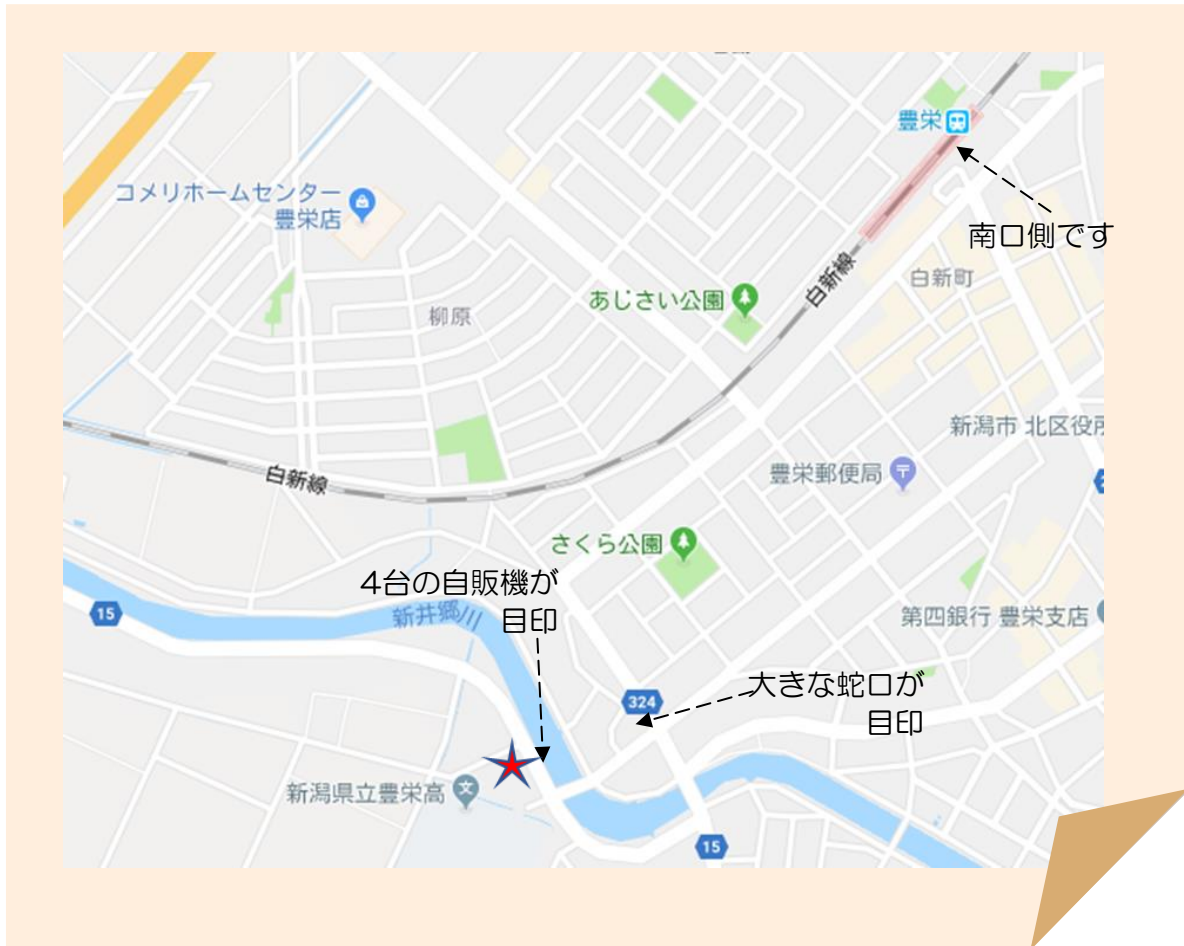 豊栄
コメリホームセンター
豊栄店
南口側です
白新線
白新町
あじさい公園
柳原
新潟市 北区役所
豊栄郵便局
白新線
さくら公園
4台の自販機が
目印
15
新井郷川
第四銀行 豊栄支店
大きな蛇口が
目印
324
新潟県立豊栄高
文
15